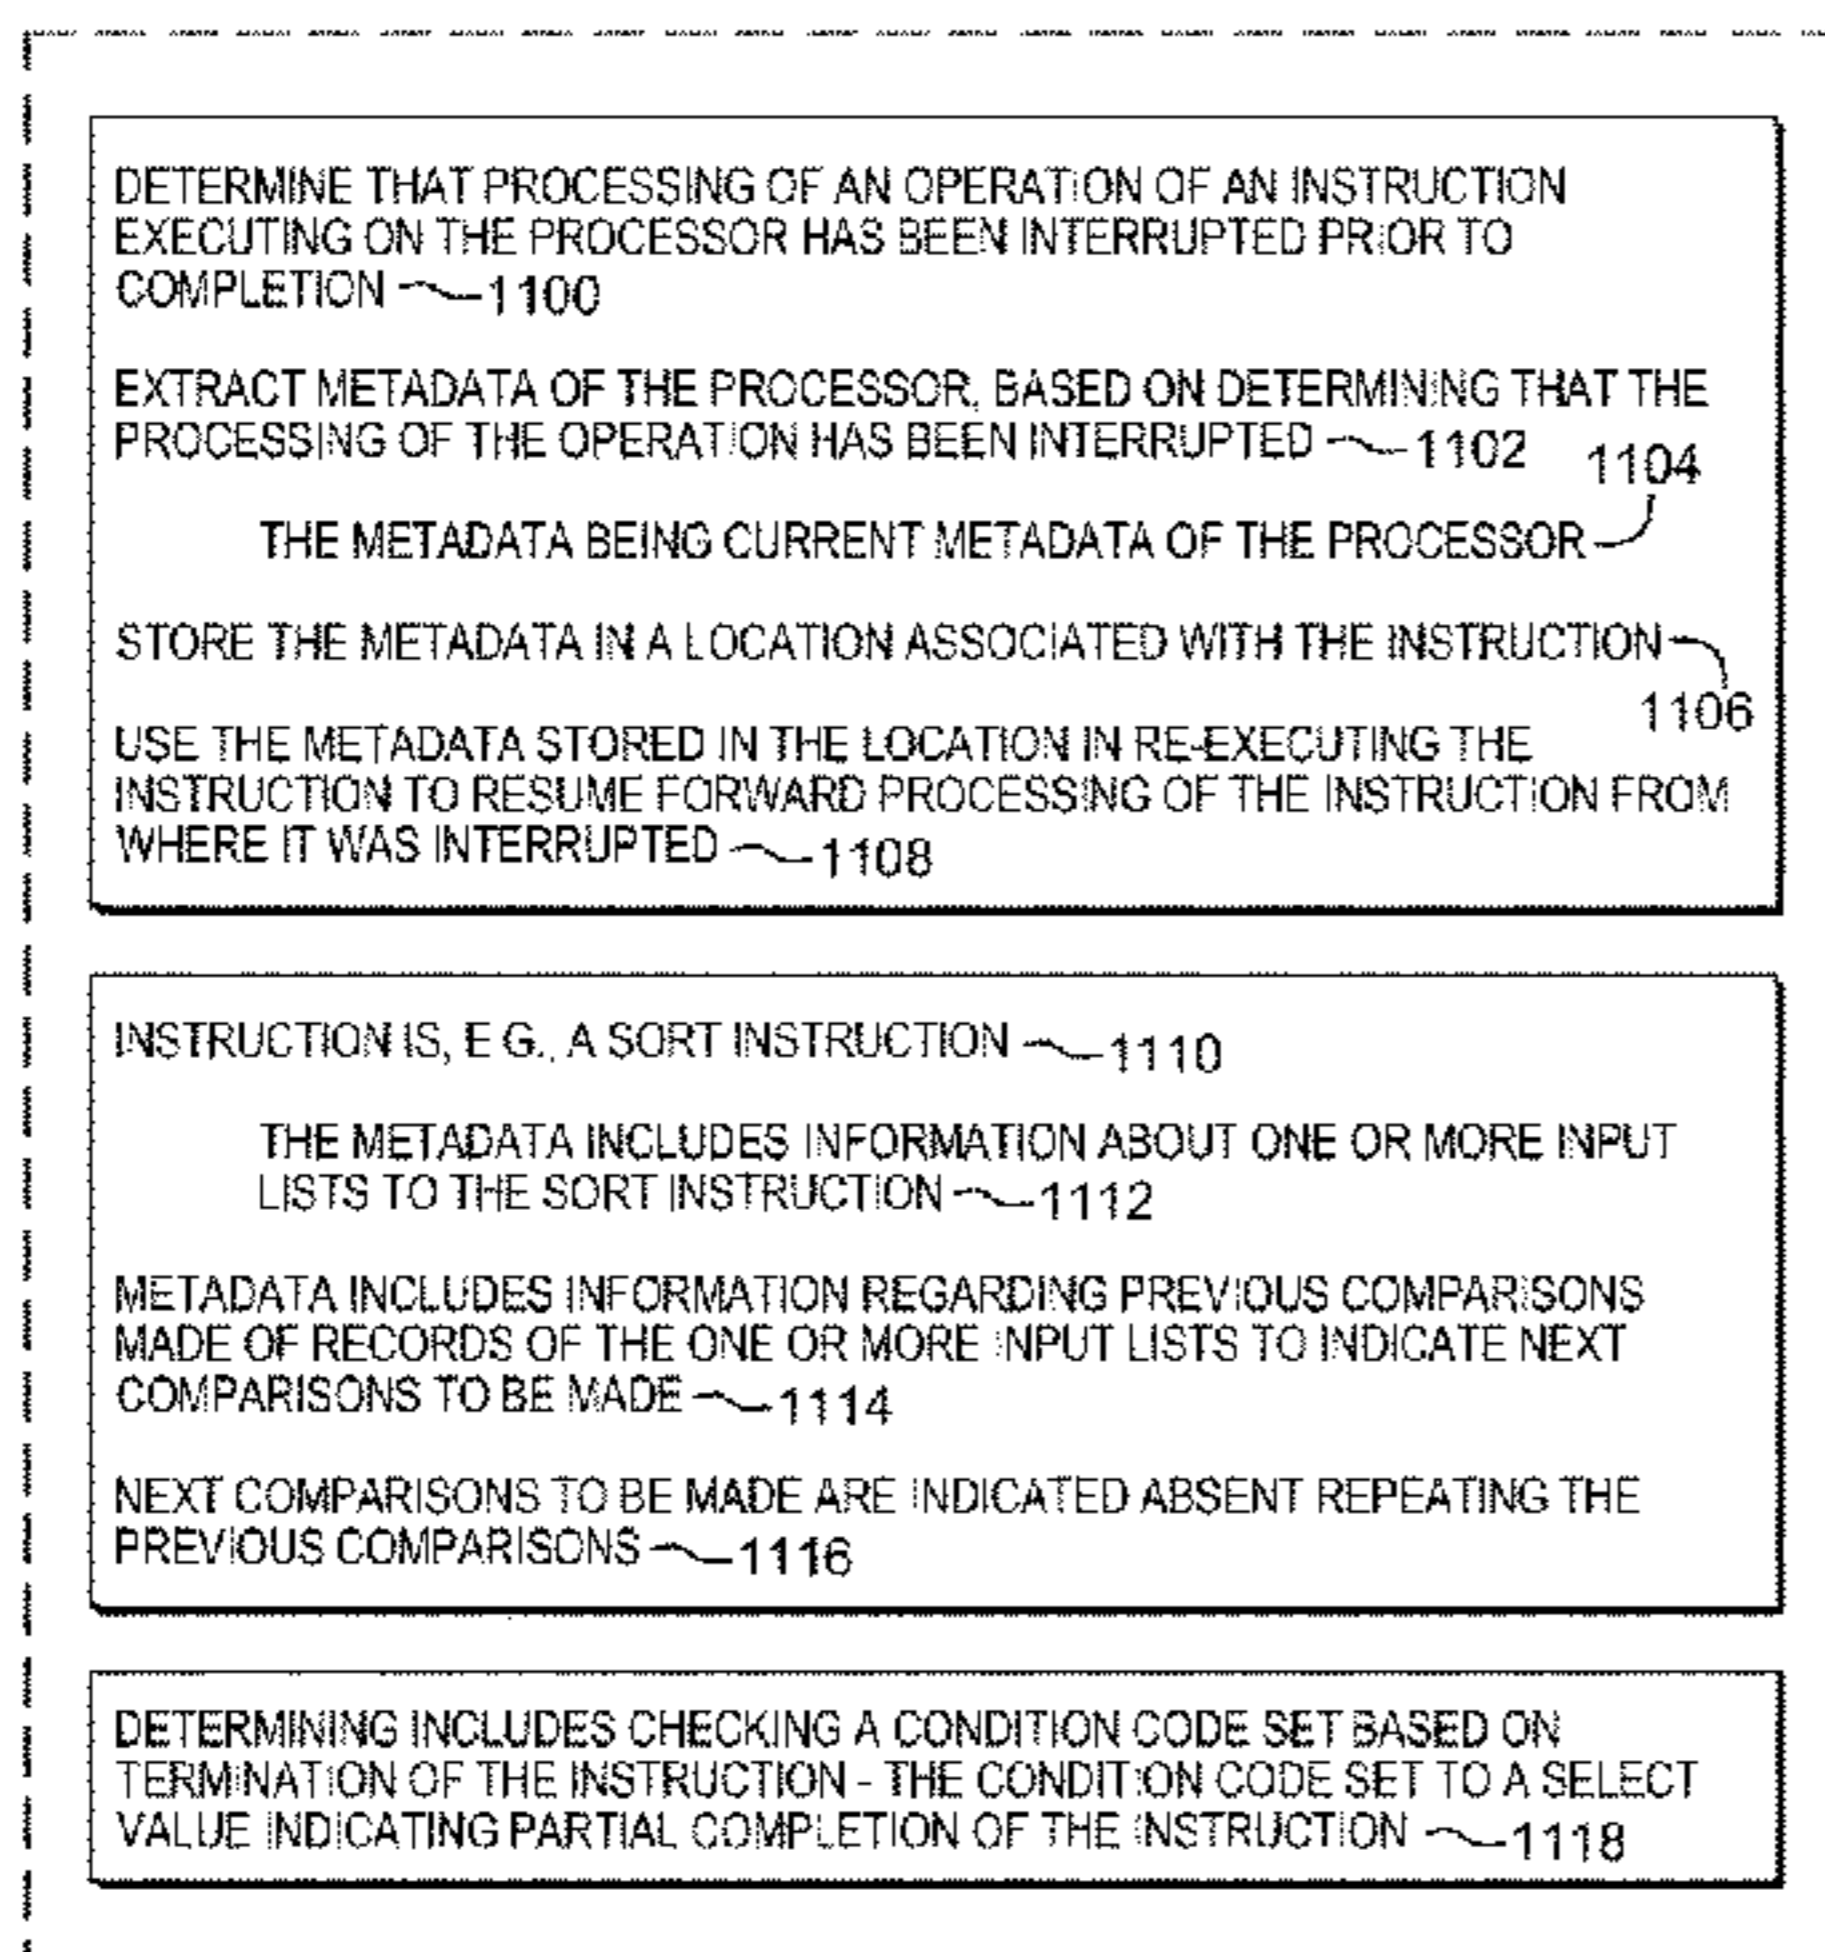 DETERMINE THAT PROCESSING OF AN OPERATION OF AN INSTRUCTION
EXECUTING ON THE PROCESSOR HAS BEEN INTERRUPTED PRIOR TO
COMPLETION 1100
EXTRACT METADATA OF THE PROCESSOR, BASED ON DETERMINING THAT THE
PROCESSING OF THE OPERATION HAS BEEN INTERRUPTED 1102
1104
THE METADATA BEING CURRENT METADATA OF THE PROCESSOR
STORE THE METADATA IN A LOCATION ASSOCIATED WITH THE INSTRUCTION
1106
USE THE METADATA STORED IN THE LOCATION IN RE-EXECUTING THE
INSTRUCTION TO RESUME FORWARD PROCESSING OF THE INSTRUCTION FROM
WHERE IT WAS INTERRUPTED 1108
INSTRUCTION IS, E.G., A SORT INSTRUCTION 1110
THE METADATA INCLUDES INFORMATION ABOUT ONE OR MORE INPUT
LISTS TO THE SORT INSTRUCTION 1112
METADATA INCLUDES INFORMATION REGARDING PREVIOUS COMPARISONS
MADE OF RECORDS OF THE ONE OR MORE INPUT LISTS TO INDICATE NEXT
COMPARISONS TO BE MADE 1114
NEXT COMPARISONS TO BE MADE ARE INDICATED ABSENT REPEATING THE
PREVIOUS COMPARISONS 1116
DETERMINING INCLUDES CHECKING A CONDITION CODE SET BASED ON
TERMINATION OF THE INSTRUCTION - THE CONDITION CODE SET TO A SELECT
VALUE INDICATING PARTIAL COMPLETION OF THE INSTRUCTION 1118